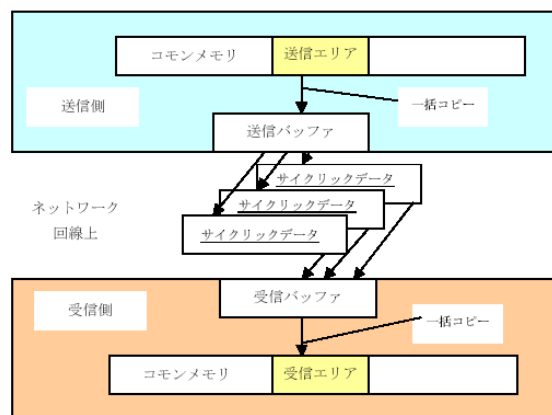 コモンメモリ
送信エリア
送信側
一括コピー
送信バッファ
サイクリックデータ
サイクリックデータ
サイクリックデータ
ネットワーク
回線上
受信バッファ
受信側
一括コピー
コモンメモリ
受信エリア